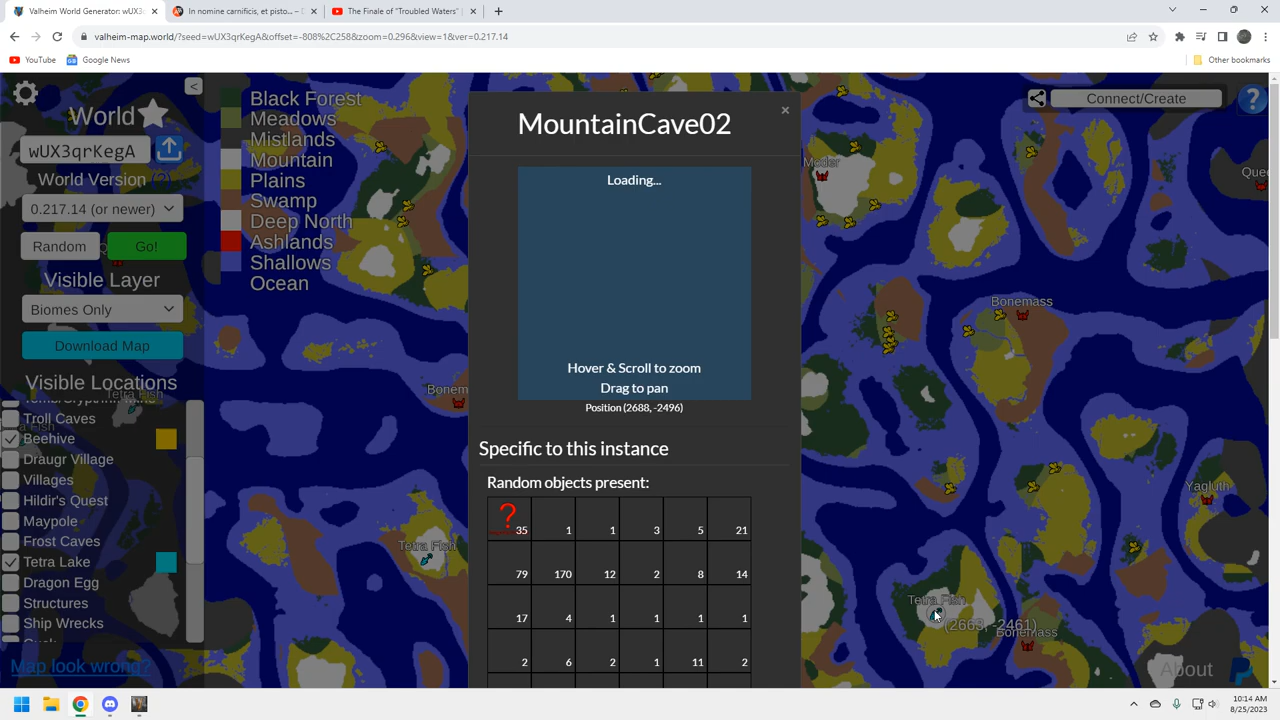 Valheim World Generator: wUX3
In nomine carnificis, et pisto... – D
The Finale of "Troubled Waters"
valheim-map.world/?seed=wUX3qrKegA&offset=-808%2C258&zoom=0.296&view=1&ver=0.217.14
YouTube
Google News
Other bookmarks
World
wUX3qrKegA
World Version (?)
0.217.14 (or newer)
Random
Go!
Visible Layer
Biomes Only
Download Map
Visible Locations
Tetra Fish
Troll Caves
Beehive
Draugr Village
Villages
Hildir's Quest
Maypole
Frost Caves
Tetra Lake
Dragon Egg
Structures
Ship Wrecks
Map look wrong?
<
Black Forest
Meadows
Mistlands
Mountain
Plains
Swamp
Deep North
Ashlands
Shallows
Ocean
Bonem
Tetra Fish
MountainCave02
×
Loading...
Hover & Scroll to zoom
Drag to pan
Position (2688, -2496)
Specific to this instance
Random objects present:
? 35 1 1 3 5 21
79 170 12 2 8 14
17 4 1 1 1 1
2 6 2 1 11 2
Connect/Create
?
Moder
Quee
Bonemass
Yagluth
Tetra Fish
(2663, -2461)
Bonemass
About
10:14 AM
8/25/2023